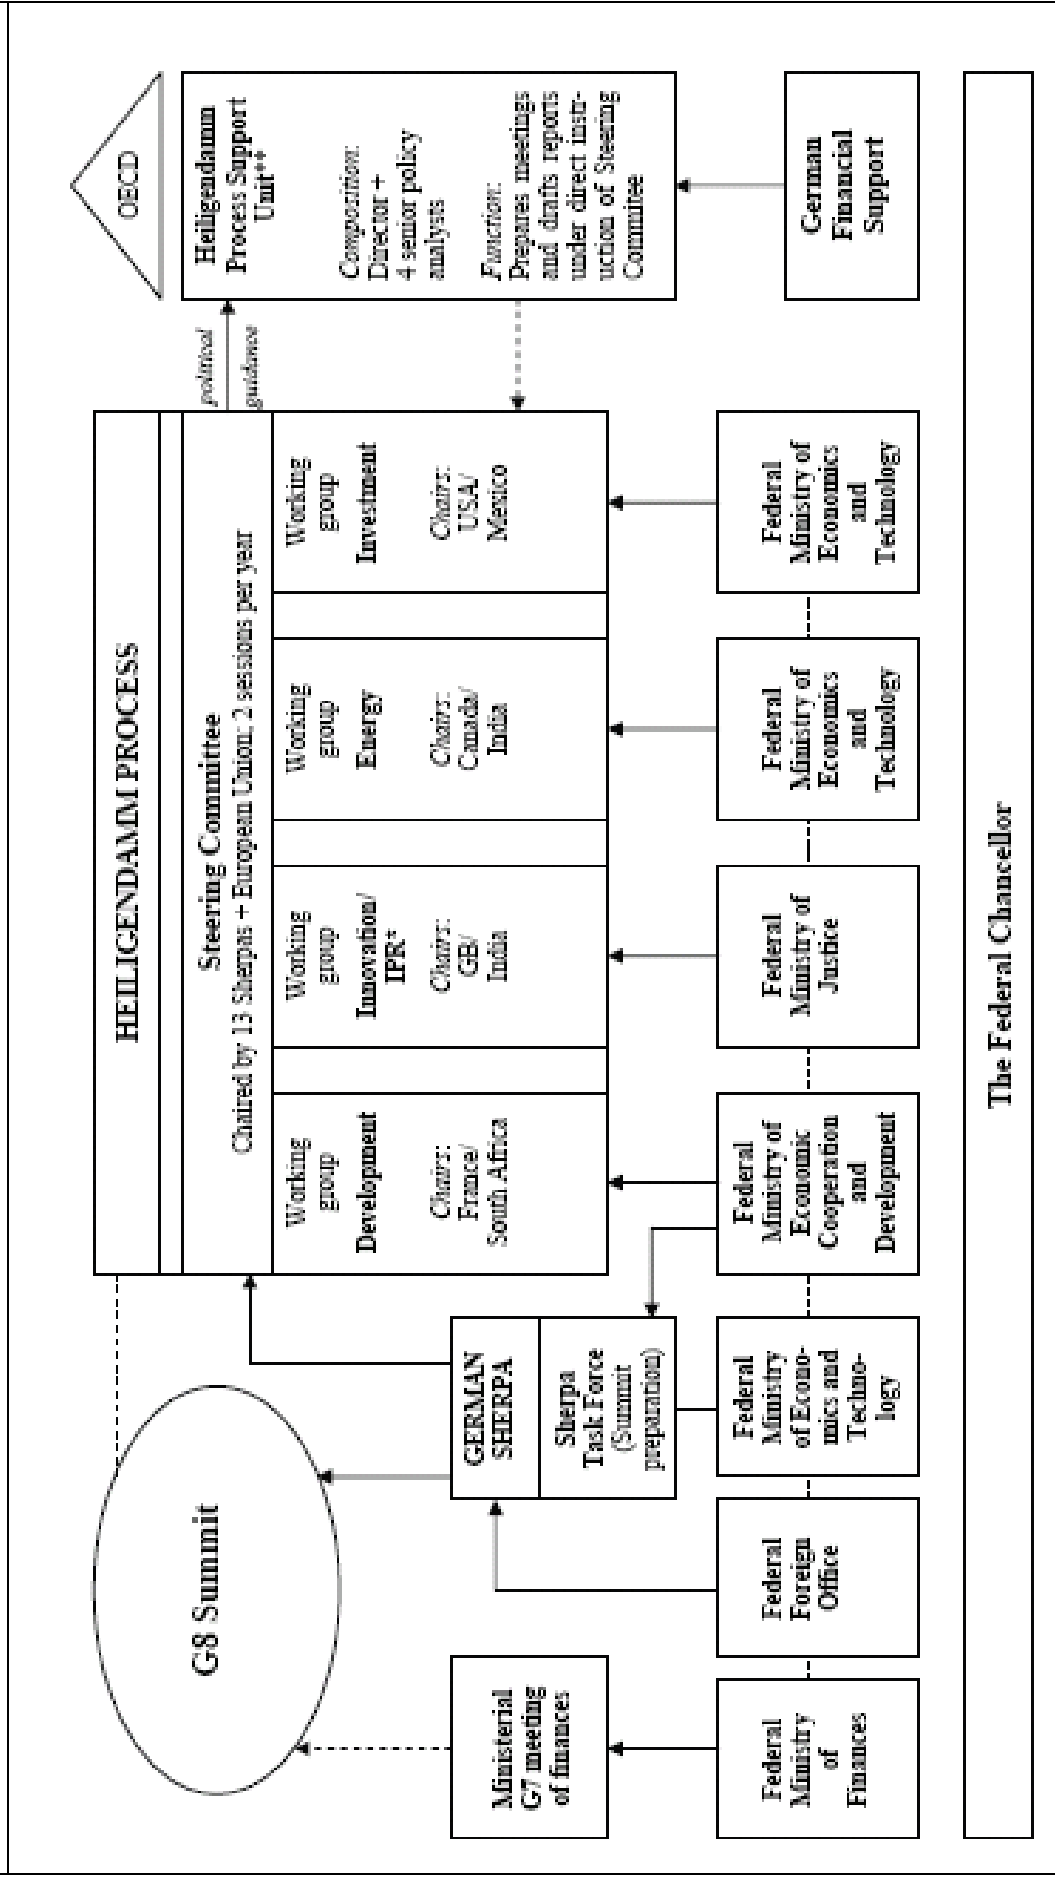 HEILIGENDAMM PROCESS
OECD
G8 Summit
Steering Committee
Chaired by 13 Sherpas + European Union; 2 sessions per year
political
guidance
Heiligendamm
Process Support
Unit**
Composition:
Director +
4 senior policy
analysts
Function:
Prepares meetings
and drafts reports
under direct instr-
uction of Steering
Commitee
Working
group
Development
Chairs:
France/
South Africa
Working
group
Innovation/
IPR*
Chairs:
GB/
India
Working
group
Energy
Chairs:
Canada/
India
Working
group
Investment
Chairs:
USA/
Mexico
Ministerial
G7 meeting
of finances
GERMAN
SHERPA
Sherpa
Task Force
(Summit
preparation)
Federal
Ministry
of
Finances
Federal
Foreign
Office
Federal
Ministry
of Econo-
mics and
Techno-
logy
Federal
Ministry of
Economic
Cooperation
and
Development
Federal
Ministry of
Justice
Federal
Ministry of
Economics
and
Technology
Federal
Ministry of
Economics
and
Technology
German
Financial
Support
The Federal Chancellor